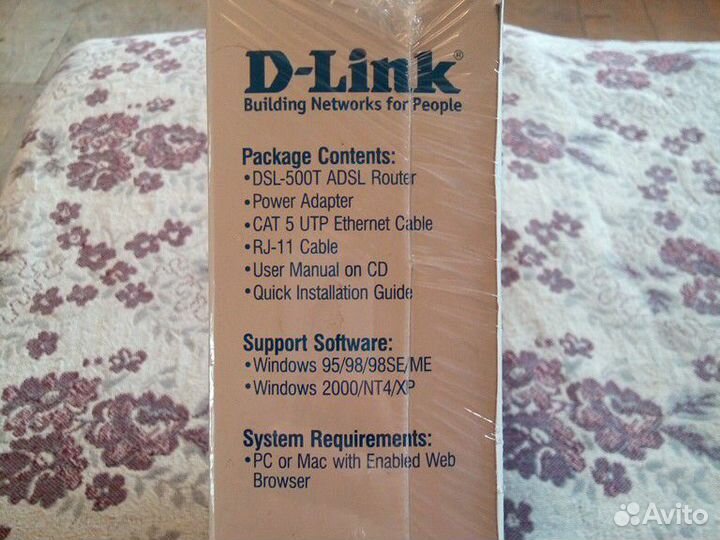 D-Link®
Building Networks for People
Package Contents:
•DSL-500T ADSL Router
•Power Adapter
•CAT 5 UTP Ethernet Cable
•RJ-11 Cable
•User Manual on CD
•Quick Installation Guide
Support Software:
•Windows 95/98/98SE/ME
•Windows 2000/NT4/XP
System Requirements:
•PC or Mac with Enabled Web
Browser
Avito